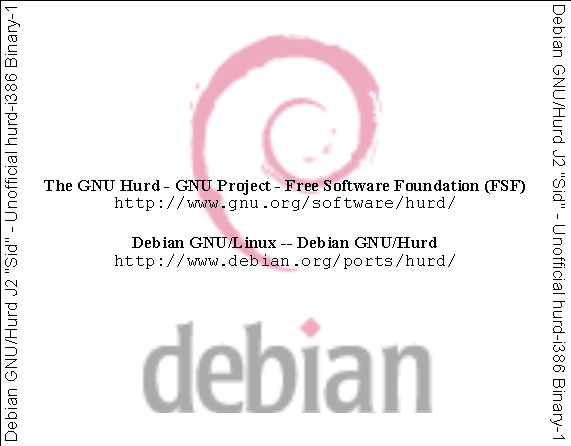 Debian GNU/Hurd J2 "Sid" - Unofficial hurd-i386 Binary-1
The GNU Hurd - GNU Project - Free Software Foundation (FSF)
http://www.gnu.org/software/hurd/
Debian GNU/Linux -- Debian GNU/Hurd
http://www.debian.org/ports/hurd/
debian
Debian GNU/Hurd J2 "Sid" - Unofficial hurd-i386 Binary-1